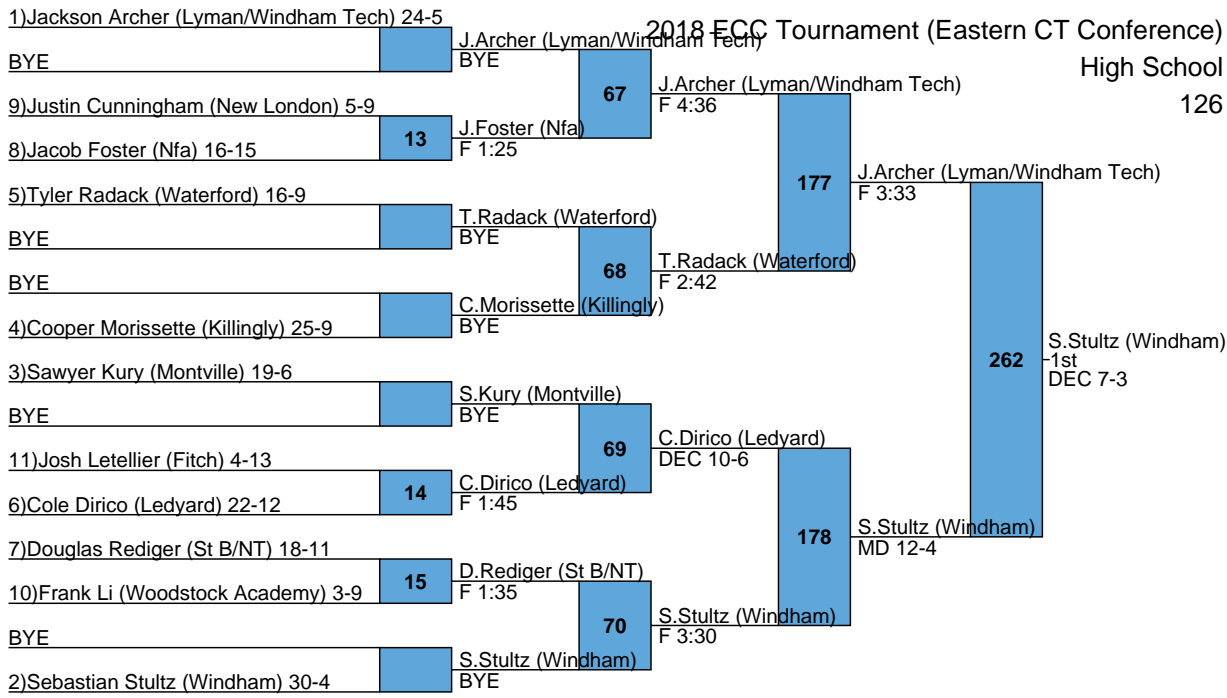 2018 ECC Tournament (Eastern CT Conference)
High School
126
1)Jackson Archer (Lyman/Windham Tech) 24-5
BYE
9)Justin Cunningham (New London) 5-9
8)Jacob Foster (Nfa) 16-15
5)Tyler Radack (Waterford) 16-9
BYE
BYE
4)Cooper Morissette (Killingly) 25-9
3)Sawyer Kury (Montville) 19-6
BYE
11)Josh Letellier (Fitch) 4-13
6)Cole Dirico (Ledyard) 22-12
7)Douglas Rediger (St B/NT) 18-11
10)Frank Li (Woodstock Academy) 3-9
BYE
2)Sebastian Stultz (Windham) 30-4
13
14
15
J.Archer (Lyman/Windham Tech)
BYE
J.Foster (Nfa)
F 1:25
T.Radack (Waterford)
BYE
C.Morissette (Killingly)
BYE
S.Kury (Montville)
BYE
C.Dirico (Ledyard)
F 1:45
D.Rediger (St B/NT)
F 1:35
S.Stultz (Windham)
BYE
67
68
69
70
J.Archer (Lyman/Windham Tech)
F 4:36
T.Radack (Waterford)
F 2:42
C.Dirico (Ledyard)
DEC 10-6
S.Stultz (Windham)
F 3:30
177
178
J.Archer (Lyman/Windham Tech)
F 3:33
S.Stultz (Windham)
MD 12-4
262
S.Stultz (Windham)
1st
DEC 7-3